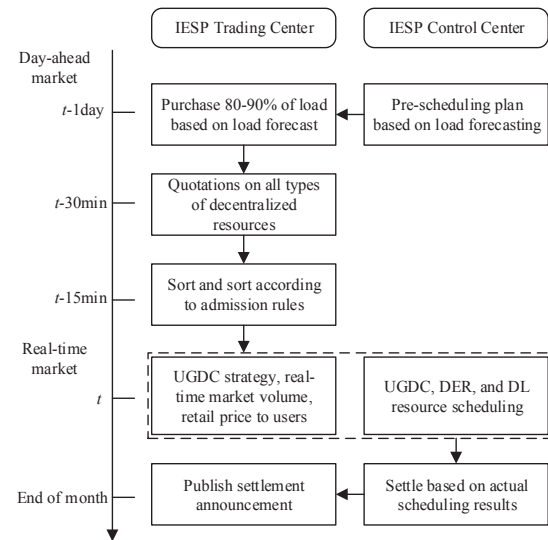 IESP Trading Center
IESP Control Center
Day-ahead
market
t-1day
Purchase 80-90% of load
based on load forecast
Pre-scheduling plan
based on load forecasting
t-30min
Quotations on all types
of decentralized
resources
t-15min
Sort and sort according
to admission rules
Real-time
market
t
UGDC strategy, real-
time market volume,
retail price to users
UGDC, DER, and DL
resource scheduling
End of month
Publish settlement
announcement
Settle based on actual
scheduling results